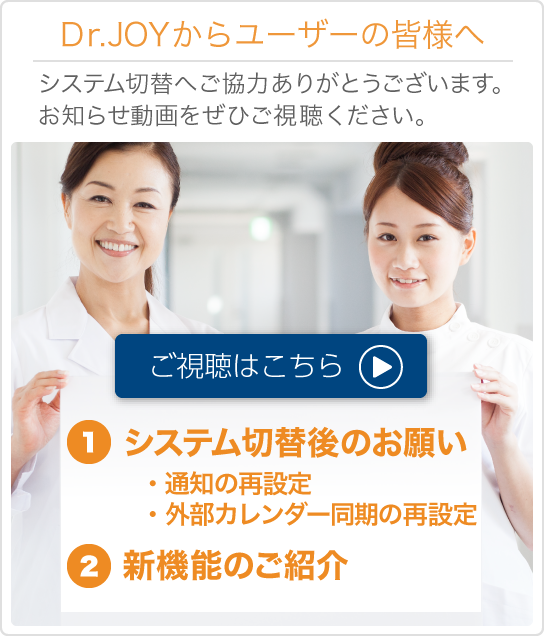 Dr.JOYからユーザーの皆様へ
システム切替へご協力ありがとうございます。
お知らせ動画をぜひご視聴ください。
ご視聴はこちら
1 システム切替後のお願い
・通知の再設定
・外部カレンダー同期の再設定
2 新機能のご紹介